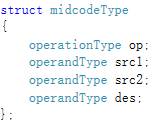 struct midcodeType
{
    operationType op;
    operandType src1;
    operandType src2;
    operandType des;
};